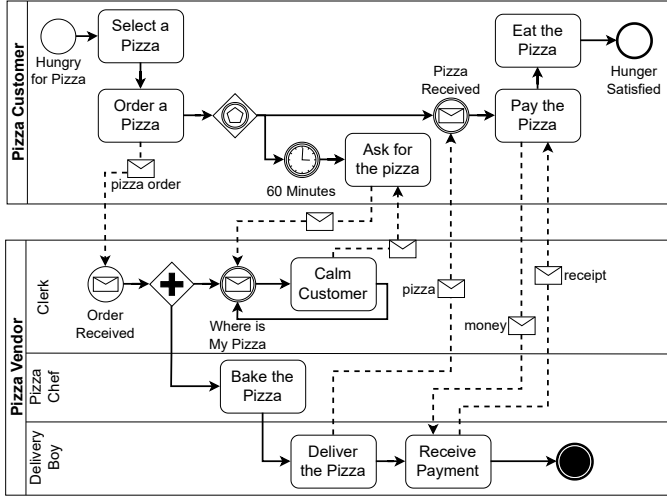 Pizza Customer
Hungry
for Pizza
Select a
Pizza
Order a
Pizza
pizza order
60 Minutes
Ask for
the pizza
Pizza
Received
Pay the
Pizza
Eat the
Pizza
Hunger
Satisfied
Pizza Vendor
Clerk
Order
Received
Where is
My Pizza
Calm
Customer
pizza
money
receipt
Pizza
Chef
Bake the
Pizza
Delivery
Boy
Deliver
the Pizza
Receive
Payment